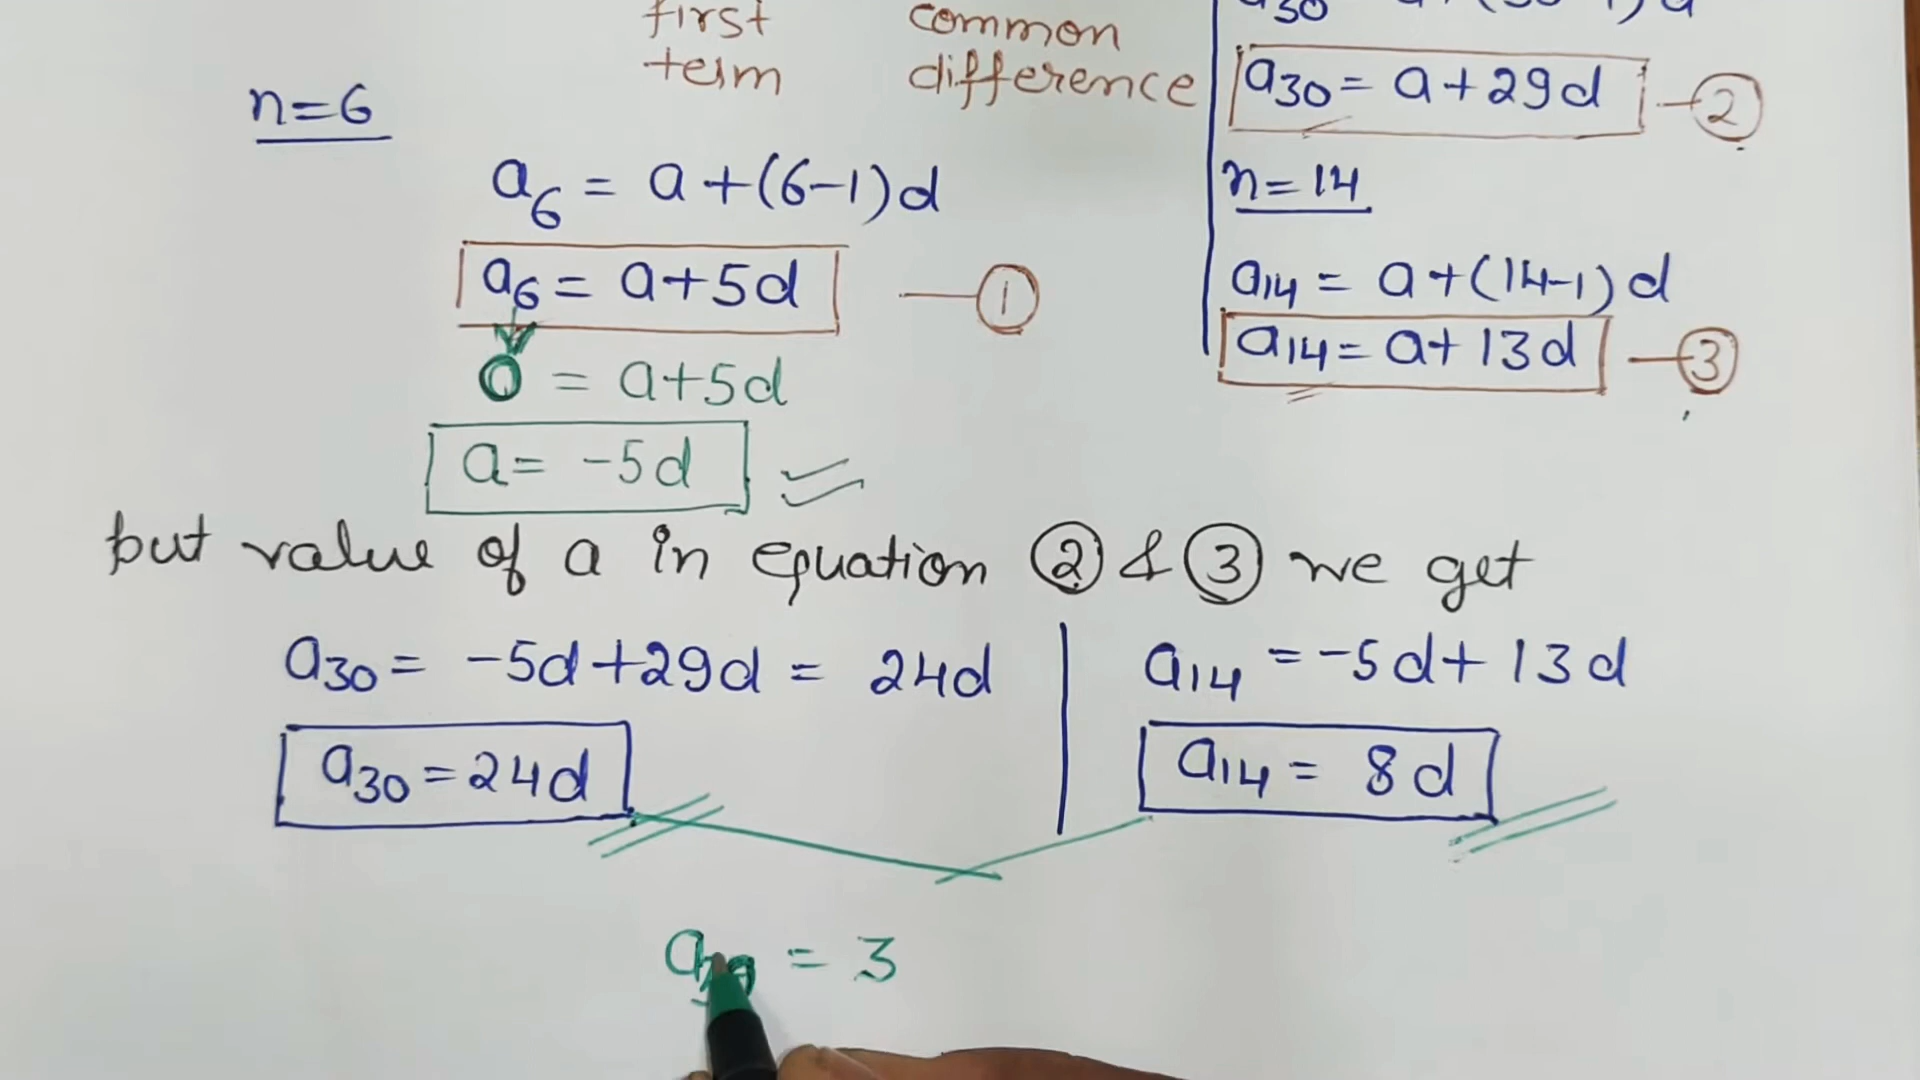 first common
term difference
n=6
a6 = a+(6-1)d
a6 = a+5d —①
0 = a+5d
a= -5d
a30 = a+29d —②
n=14
a14 = a+(14-1)d
a14= a+13d —③
but value of a in equation ② & ③ we get
a30= -5d+29d = 24d
a30=24d
a14 =-5d+13d
a14 = 8d
= 3